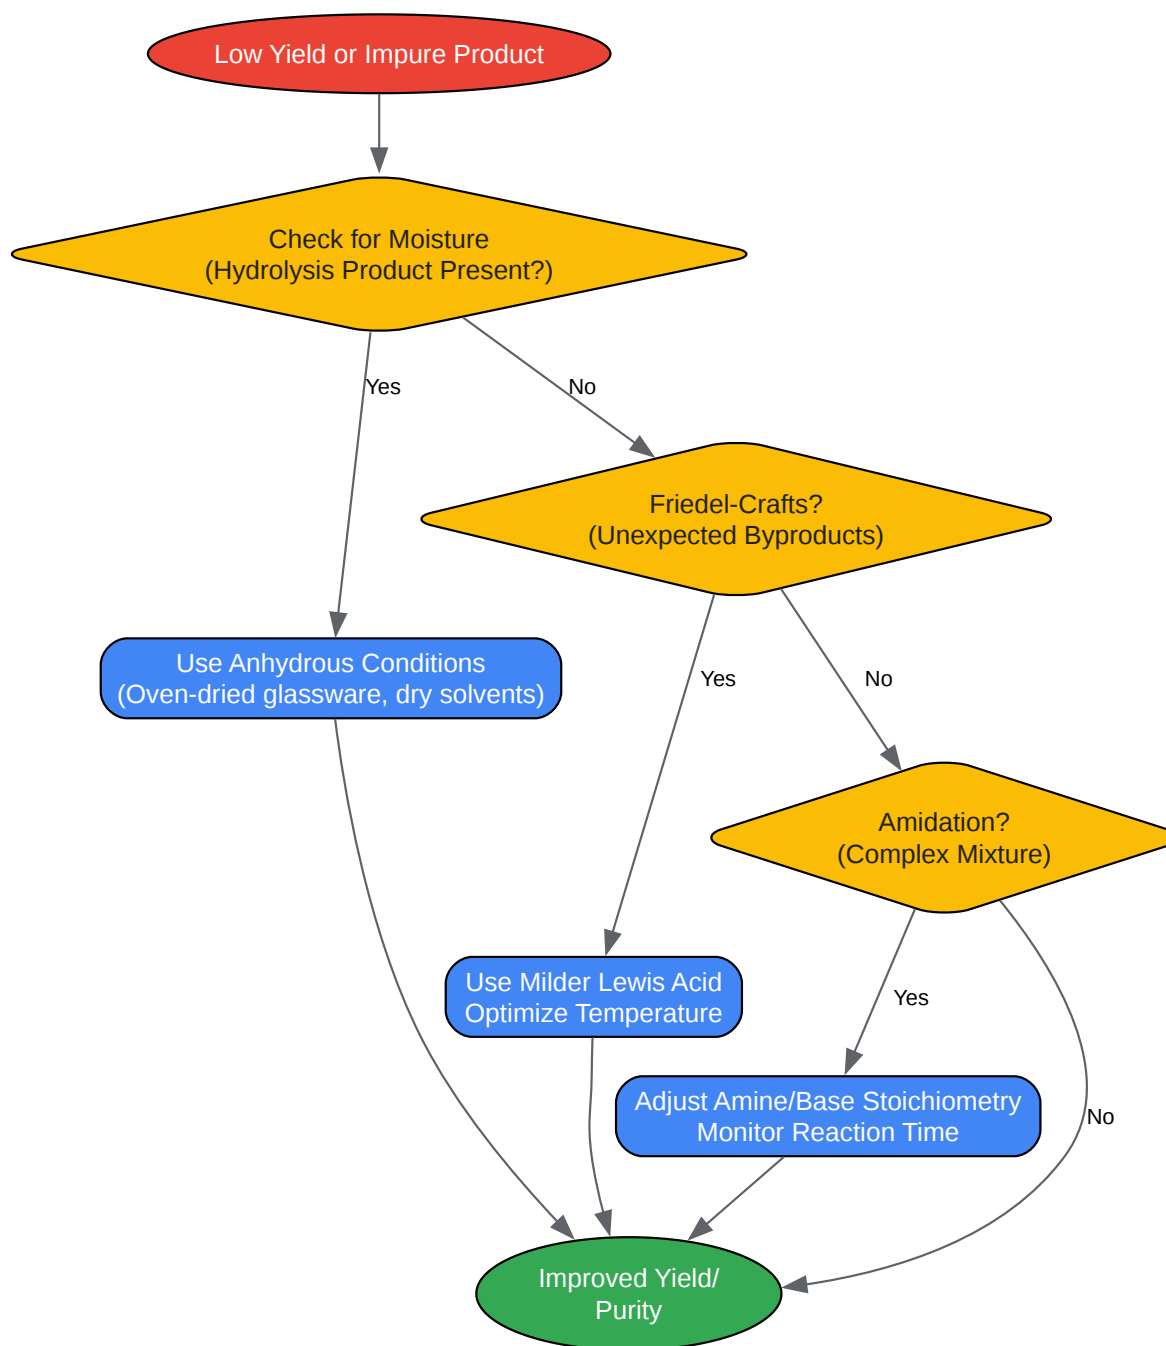 Low Yield or Impure Product
Check for Moisture
(Hydrolysis Product Present?)
Yes
No
Friedel-Crafts?
(Unexpected Byproducts)
Use Anhydrous Conditions
(Oven-dried glassware, dry solvents)
Yes
No
Amidation?
(Complex Mixture)
Use Milder Lewis Acid
Optimize Temperature
Yes
Adjust Amine/Base Stoichiometry
Monitor Reaction Time
No
Improved Yield/
Purity